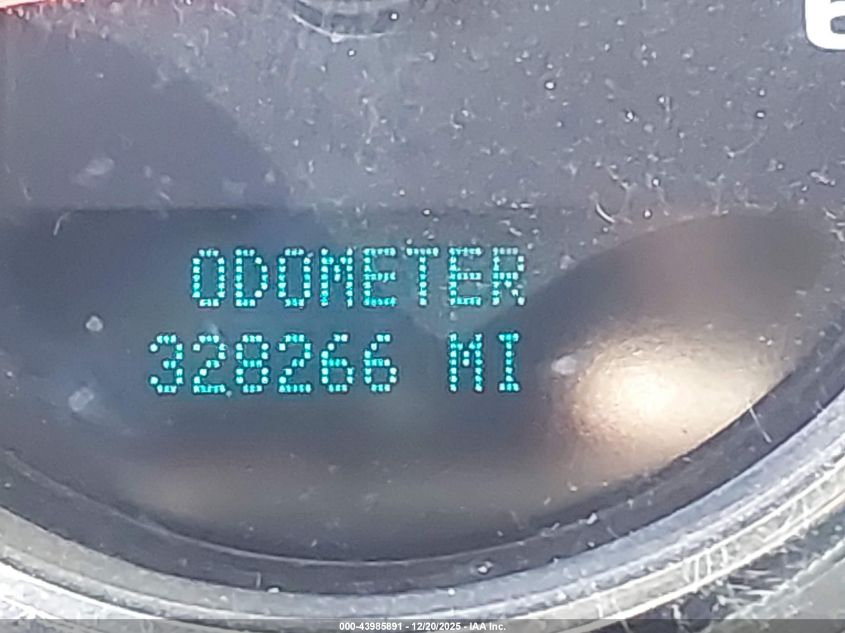 ODOMETER
328266 MI
000-43985891 - 12/20/2025 - IAA Inc.